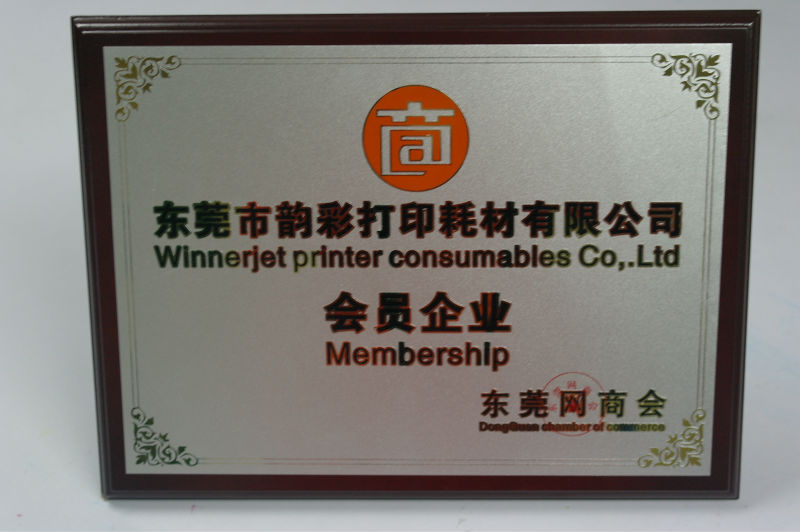 东莞市韵彩打印耗材有限公司
Winnerjet printer consumables Co,.Ltd
会员企业
Membership
东莞网商会
DongGuan chamber of commerce